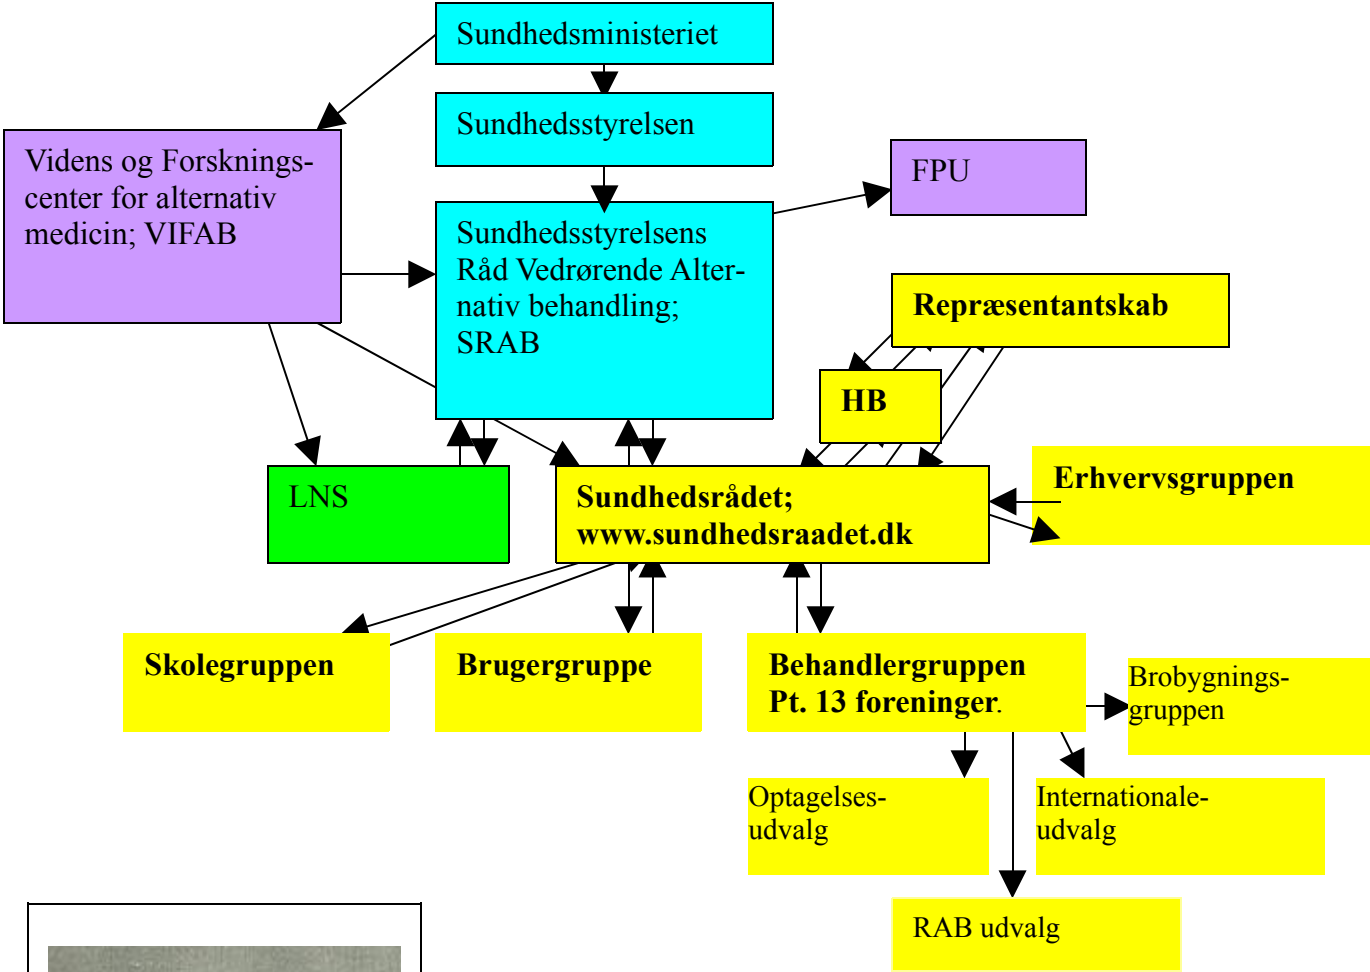 Sundhedsministeriet
Sundhedsstyrelsen
Videns og Forsknings-
center for alternativ
medicin; VIFAB
FPU
Sundhedsstyrelsens
Råd Vedrørende Alter-
nativ behandling;
SRAB
Repræsentantskab
HB
Erhvervsgruppen
LNS
Sundhedsrådet;
www.sundhedsraadet.dk
Skolegruppen
Brugergruppe
Behandlergruppen
Pt. 13 foreninger.
Brobygnings-
gruppen
Optagelses-
udvalg
Internationale-
udvalg
RAB udvalg